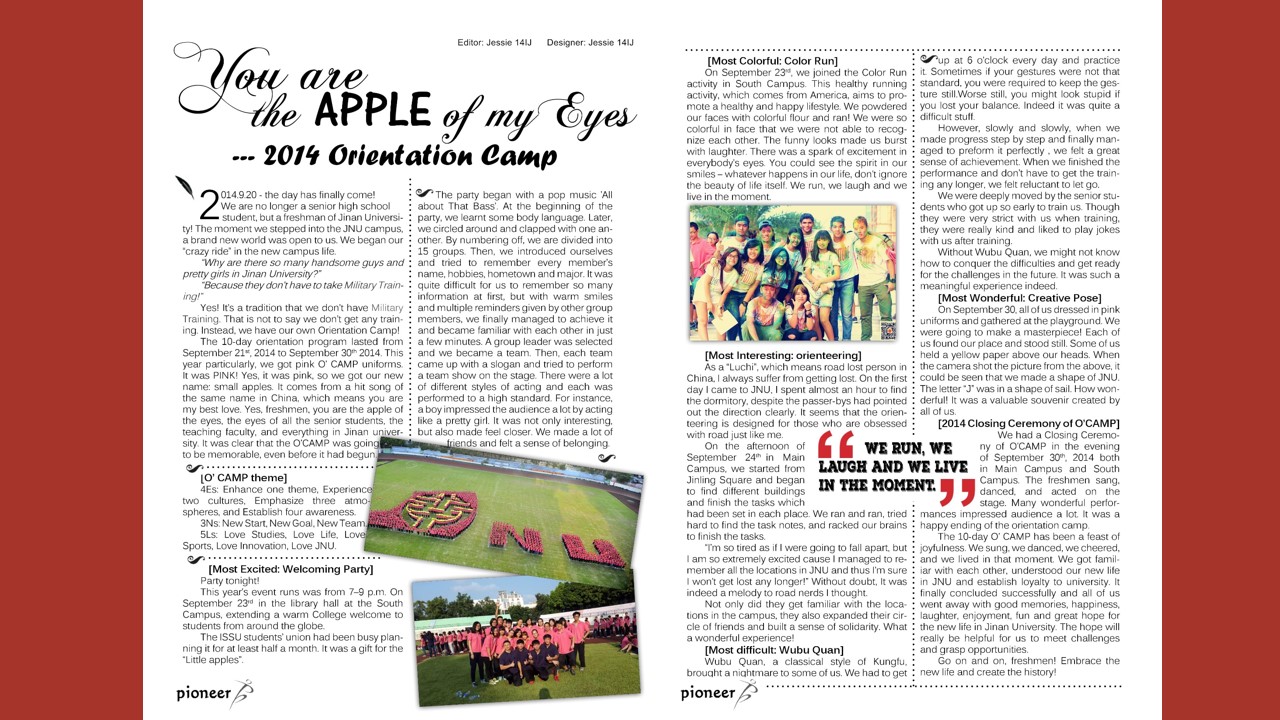 Editor: Jessie 14IJ Designer: Jessie 14IJ
You are
the APPLE of my Eyes
--- 2014 Orientation Camp
2014.9.20 - the day has finally come!
We are no longer a senior high school
student, but a freshman of Jinan Universi-
ty! The moment we stepped into the JNU campus,
a brand new world was open to us. We began our
"crazy ride" in the new campus life.
"Why are there so many handsome guys and
pretty girls in Jinan University?"
"Because they don't have to take Military Train-
ing!"
Yes! It's a tradition that we don't have Military
Training. That is not to say we don't get any train-
ing. Instead, we have our own Orientation Camp!
The 10-day orientation program lasted from
September 21st, 2014 to September 30th 2014. This
year particularly, we got pink O' CAMP uniforms.
It was PINK! Yes, it was pink, so we got our new
name: small apples. It comes from a hit song of
the same name in China, which means you are
my best love. Yes, freshmen, you are the apple of
the eyes, the eyes of all the senior students, the
teaching faculty, and everything in Jinan univer-
sity. It was clear that the O'CAMP was going
to be memorable, even before it had begun.
[O' CAMP theme]
4Es: Enhance one theme, Experience
two cultures, Emphasize three atmo-
spheres, and Establish four awareness.
3Ns: New Start, New Goal, New Team.
5Ls: Love Studies, Love Life, Love
Sports, Love Innovation, Love JNU.
[Most Excited: Welcoming Party]
Party tonight!
This year's event runs was from 7–9 p.m. On
September 23rd in the library hall at the South
Campus, extending a warm College welcome to
students from around the globe.
The ISSU students' union had been busy plan-
ning it for at least half a month. It was a gift for the
"Little apples".
The party began with a pop music 'All
about That Bass'. At the beginning of the
party, we learnt some body language. Later,
we circled around and clapped with one an-
other. By numbering off, we are divided into
15 groups. Then, we introduced ourselves
and tried to remember every member's
name, hobbies, hometown and major. It was
quite difficult for us to remember so many
information at first, but with warm smiles
and multiple reminders given by other group
members, we finally managed to achieve it
and became familiar with each other in just
a few minutes. A group leader was selected
and we became a team. Then, each team
came up with a slogan and tried to perform
a team show on the stage. There were a lot
of different styles of acting and each was
performed to a high standard. For instance,
a boy impressed the audience a lot by acting
like a pretty girl. It was not only interesting,
but also made feel closer. We made a lot of
friends and felt a sense of belonging.
JNU
pioneer
[Most Colorful: Color Run]
On September 23rd, we joined the Color Run
activity in South Campus. This healthy running
activity, which comes from America, aims to pro-
mote a healthy and happy lifestyle. We powdered
our faces with colorful flour and ran! We were so
colorful in face that we were not able to recog-
nize each other. The funny looks made us burst
with laughter. There was a spark of excitement in
everybody's eyes. You could see the spirit in our
smiles – whatever happens in our life, don't ignore
the beauty of life itself. We run, we laugh and we
live in the moment.
[Most Interesting: orienteering]
As a "Luchi", which means road lost person in
China, I always suffer from getting lost. On the first
day I came to JNU, I spent almost an hour to find
the dormitory, despite the passer-bys had pointed
out the direction clearly. It seems that the orien-
teering is designed for those who are obsessed
with road just like me.
On the afternoon of
September 24th in Main
Campus, we started from
Jinling Square and began
to find different buildings
and finish the tasks which
had been set in each place. We ran and ran, tried
hard to find the task notes, and racked our brains
to finish the tasks.
"I'm so tired as if I were going to fall apart, but
I am so extremely excited cause I managed to re-
member all the locations in JNU and thus I'm sure
I won't get lost any longer!" Without doubt, It was
indeed a melody to road nerds I thought.
Not only did they get familiar with the loca-
tions in the campus, they also expanded their cir-
cle of friends and built a sense of solidarity. What
a wonderful experience!
[Most difficult: Wubu Quan]
Wubu Quan, a classical style of Kungfu,
brought a nightmare to some of us. We had to get
"WE RUN, WE
LAUGH AND WE LIVE
IN THE MOMENT."
up at 6 o'clock every day and practice
it. Sometimes if your gestures were not that
standard, you were required to keep the ges-
ture still.Worse still, you might look stupid if
you lost your balance. Indeed it was quite a
difficult stuff.
However, slowly and slowly, when we
made progress step by step and finally man-
aged to preform it perfectly , we felt a great
sense of achievement. When we finished the
performance and don't have to get the train-
ing any longer, we felt reluctant to let go.
We were deeply moved by the senior stu-
dents who got up so early to train us. Though
they were very strict with us when training,
they were really kind and liked to play jokes
with us after training.
Without Wubu Quan, we might not know
how to conquer the difficulties and get ready
for the challenges in the future. It was such a
meaningful experience indeed.
[Most Wonderful: Creative Pose]
On September 30, all of us dressed in pink
uniforms and gathered at the playground. We
were going to make a masterpiece! Each of
us found our place and stood still. Some of us
held a yellow paper above our heads. When
the camera shot the picture from the above, it
could be seen that we made a shape of JNU.
The letter "J" was in a shape of sail. How won-
derful! It was a valuable souvenir created by
all of us.
[2014 Closing Ceremony of O'CAMP]
We had a Closing Ceremo-
ny of O'CAMP in the evening
of September 30th, 2014 both
in Main Campus and South
Campus. The freshmen sang,
danced, and acted on the
stage. Many wonderful perfor-
mances impressed audience a lot. It was a
happy ending of the orientation camp.
The 10-day O' CAMP has been a feast of
joyfulness. We sung, we danced, we cheered,
and we lived in that moment. We got famil-
iar with each other, understood our new life
in JNU and establish loyalty to university. It
finally concluded successfully and all of us
went away with good memories, happiness,
laughter, enjoyment, fun and great hope for
the new life in Jinan University. The hope will
really be helpful for us to meet challenges
and grasp opportunities.
Go on and on, freshmen! Embrace the
new life and create the history!
pioneer